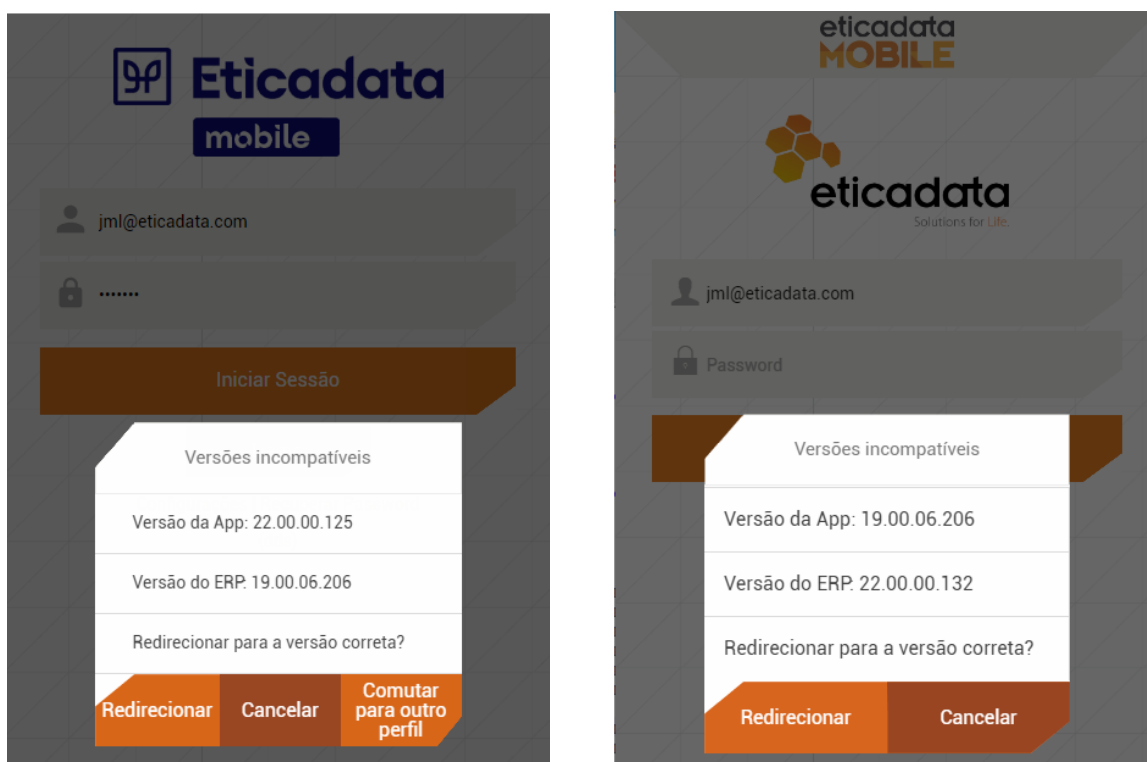 Eticadata
mobile
jml@eticadata.com
•••••••
Iniciar Sessão
Versões incompatíveis
Versão da App: 22.00.00.125
Versão do ERP: 19.00.06.206
Redirecionar para a versão correta?
Redirecionar
Cancelar
Comutar
para outro
perfil
eticadata
MOBILE
eticadata
Solutions for Life.
jml@eticadata.com
Password
Versões incompatíveis
Versão da App: 19.00.06.206
Versão do ERP: 22.00.00.132
Redirecionar para a versão correta?
Redirecionar
Cancelar